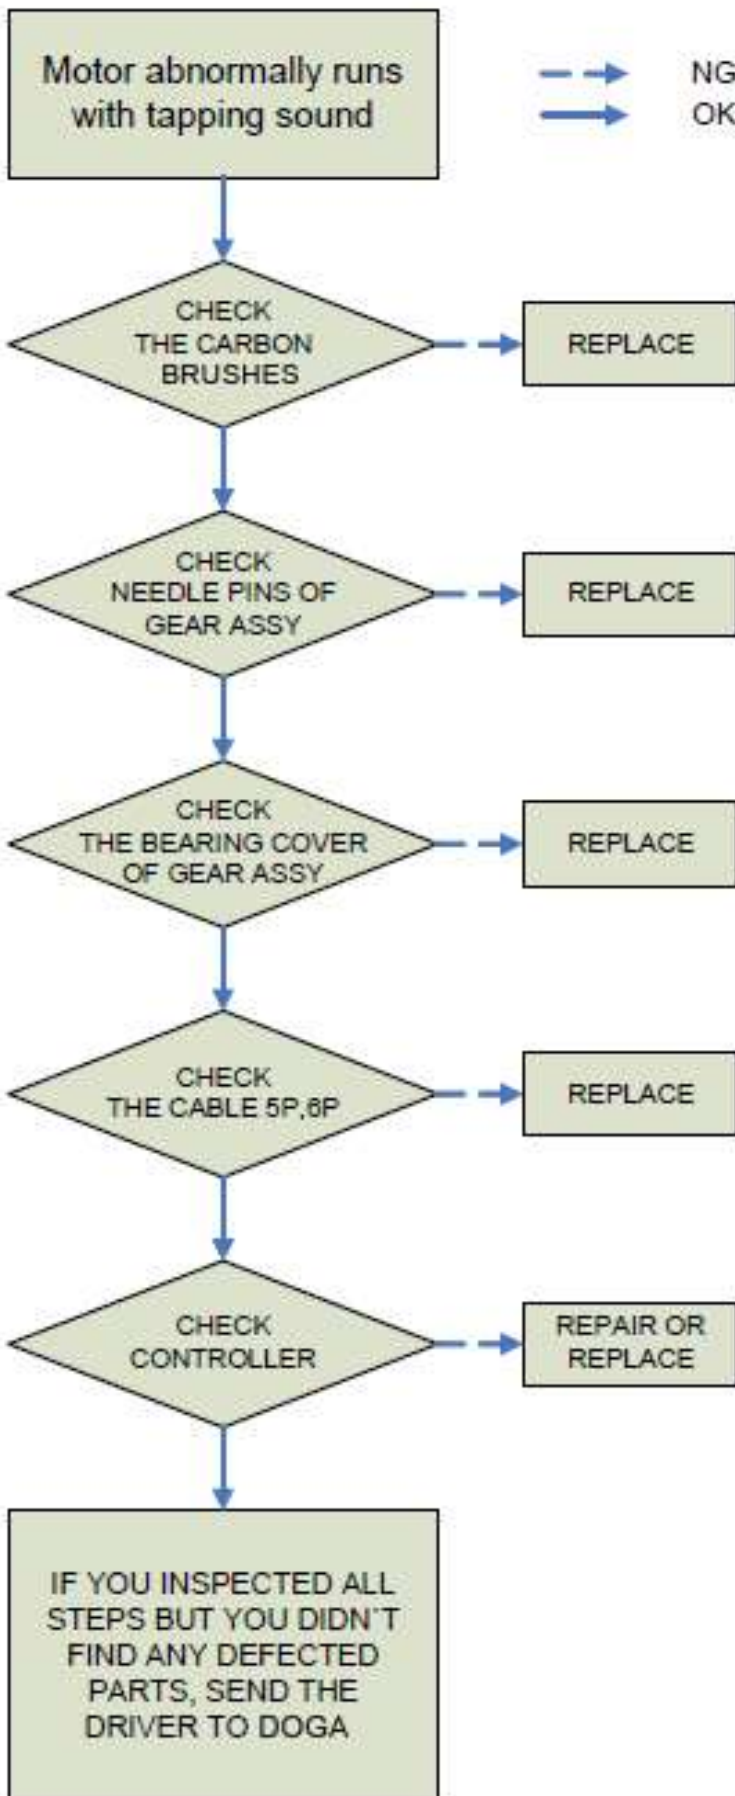 Motor abnormally runs
with tapping sound
NG
OK
CHECK
THE CARBON
BRUSHES
REPLACE
CHECK
NEEDLE PINS OF
GEAR ASSY
REPLACE
CHECK
THE BEARING COVER
OF GEAR ASSY
REPLACE
CHECK
THE CABLE 5P,6P
REPLACE
CHECK
CONTROLLER
REPAIR OR
REPLACE
IF YOU INSPECTED ALL
STEPS BUT YOU DIDN`T
FIND ANY DEFECTED
PARTS, SEND THE
DRIVER TO DOGA